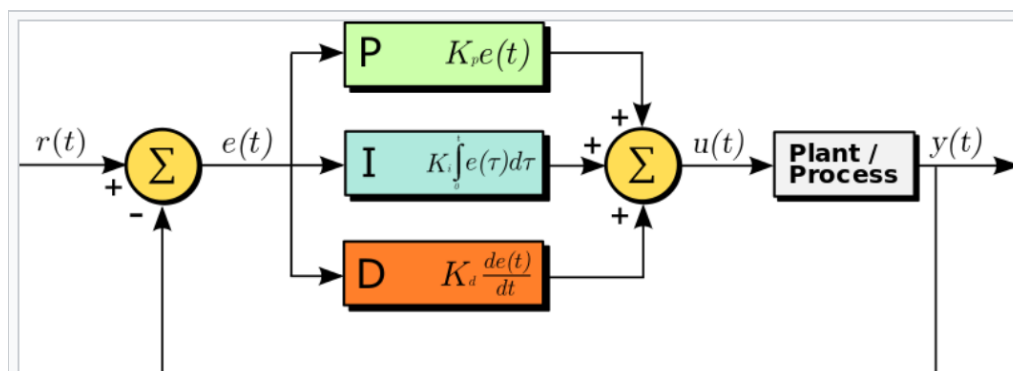 P K_p e(t)
r(t)
e(t)
I K_i ∫_0^t e(τ)dτ
u(t)
Plant /
Process
y(t)
D K_d de(t)/dt
Σ
Σ
+
-
+
+
+